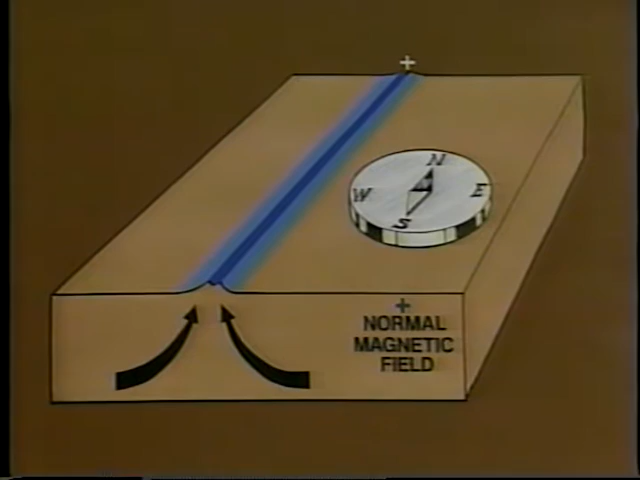 +
N
W
E
S
+
NORMAL
MAGNETIC
FIELD